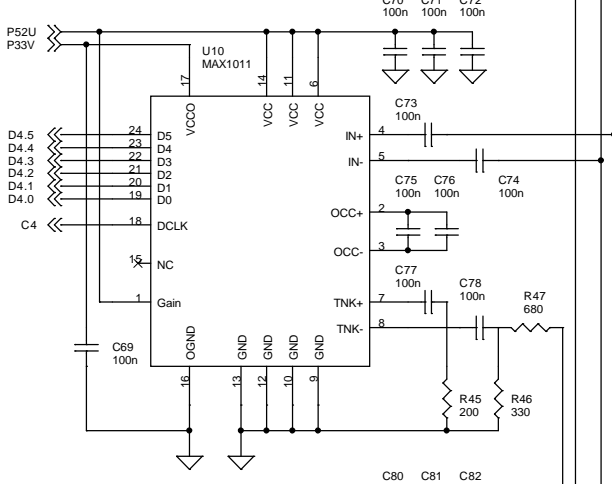 C70 C71 C72
100n 100n 100n
P52U
P33V
U10
MAX1011
17 14 11 6
VCCO VCC VCC VCC
C73
100n
D4.5 24 D5
D4.4 23 D4
D4.3 22 D3
D4.2 21 D2
D4.1 20 D1
D4.0 19 D0
IN+ 4
IN- 5
C75 C76 C74
100n 100n 100n
OCC+ 2
C4 18 DCLK
OCC- 3
15 NC
C77 C78
100n 100n
R47
680
1 Gain
TNK+ 7
TNK- 8
C69
100n
OGND GND GND GND GND
16 13 12 10 9
R45 R46
200 330
C80 C81 C82